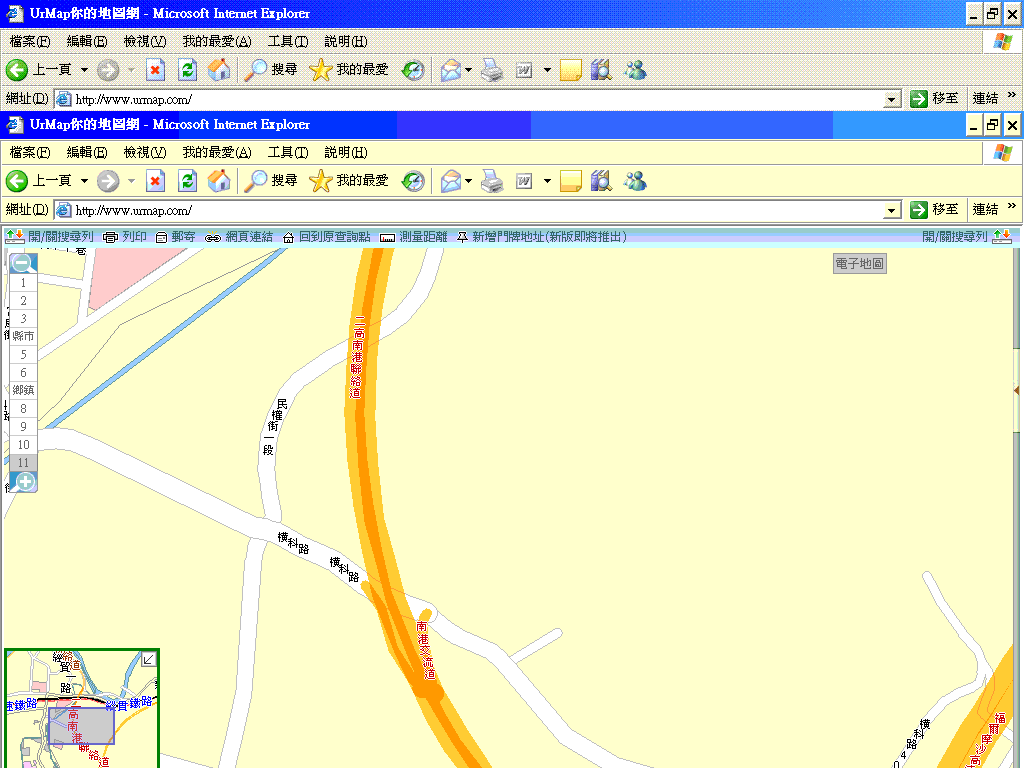 UrMap你的地圖網 - Microsoft Internet Explorer
檔案(F) 編輯(E) 檢視(V) 我的最愛(A) 工具(T) 說明(H)
上一頁 搜尋 我的最愛
網址(D) http://www.urmap.com/ 移至 連結 »
UrMap你的地圖網 - Microsoft Internet Explorer
檔案(F) 編輯(E) 檢視(V) 我的最愛(A) 工具(T) 說明(H)
上一頁 搜尋 我的最愛
網址(D) http://www.urmap.com/ 移至 連結 »
開/關搜尋列 列印 郵寄 網頁連結 回到原查詢點 測量距離 新增門牌地址(新版即將推出) 開/關搜尋列
電子地圖
1
2
3
縣市
5
6
鄉鎮
8
9
10
11
二高南港聯絡道
民權街一段
橫科路
橫科路
南港交流道
橫科路
福爾摩沙高
經貿一路
絡道
速鐵路
縱貫鐵路
高南港聯絡道